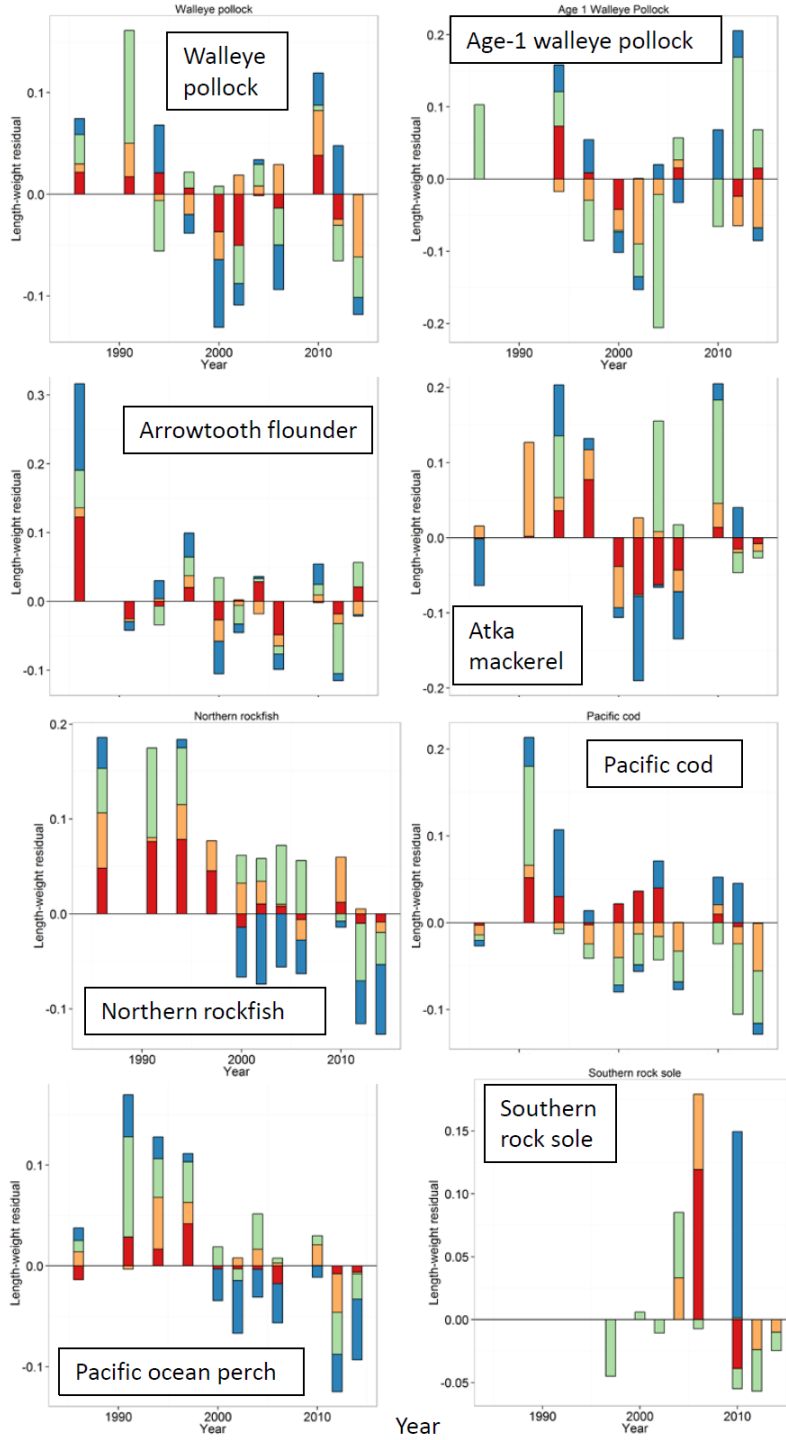 Walleye pollock
Walleye
pollock
Length-weight residual
0.1
0.0
-0.1
1990
2000
2010
Year
Age 1 Walleye Pollock
Age-1 walleye pollock
Length-weight residual
0.2
0.1
0.0
-0.1
-0.2
1990
2000
2010
Year
Arrowtooth flounder
Length-weight residual
0.3
0.2
0.1
0.0
-0.1
Atka
mackerel
Length-weight residual
0.2
0.1
0.0
-0.1
-0.2
Northern rockfish
Northern rockfish
Length-weight residual
0.2
0.1
0.0
-0.1
1990
2000
2010
Year
Pacific cod
Pacific cod
Length-weight residual
0.2
0.1
0.0
-0.1
Pacific ocean perch
Length-weight residual
0.1
0.0
-0.1
1990
2000
2010
Year
Southern rock sole
Southern
rock sole
Length-weight residual
0.15
0.10
0.05
0.00
-0.05
1990
2000
2010
Year
Year